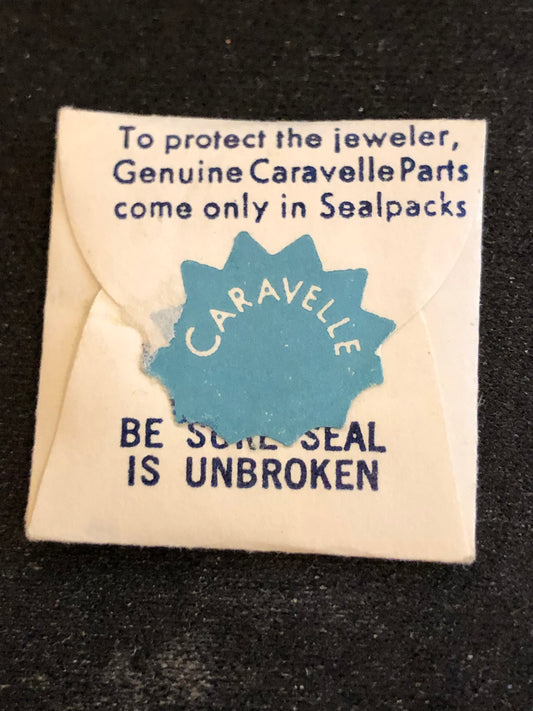 To protect the jeweler,
Genuine Caravelle Parts
come only in Sealpacks
CARAVELLE
BE SURE SEAL
IS UNBROKEN